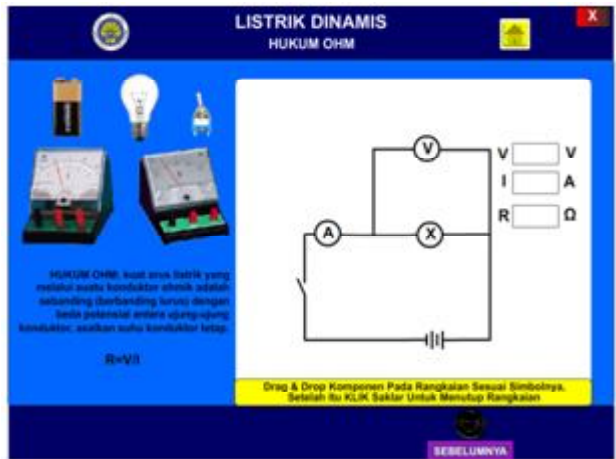 X
LISTRIK DINAMIS
HUKUM OHM
V
V V
I A
R Ω
A
X
HUKUM OHM, kuat arus listrik yang
melalui suatu konduktor ohmik adalah
sebanding (berbanding lurus) dengan
beda potensial antara ujung-ujung
konduktor, asalkan suhu konduktor tetap.
R=V/I
Drag & Drop Komponen Pada Rangkaian Sesuai Simbolnya,
Setelah Itu KLIK Saklar Untuk Menutup Rangkaian
SEBELUMNYA